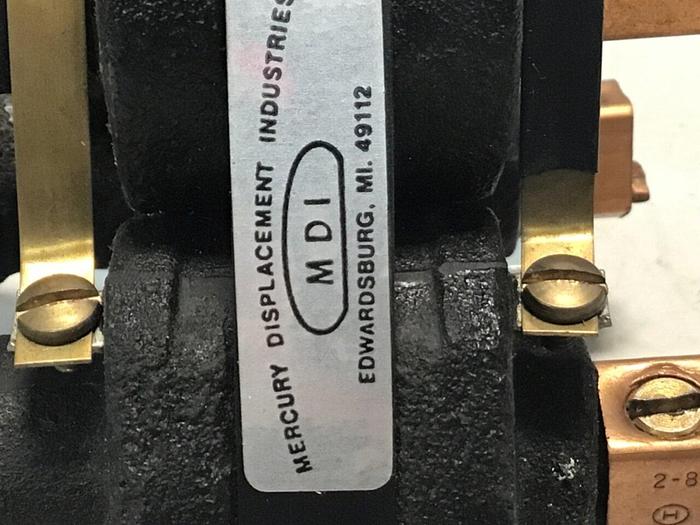 MERCURY DISPLACEMENT INDUSTRIES
MDI
EDWARDSBURG, MI. 49112
2-8
H